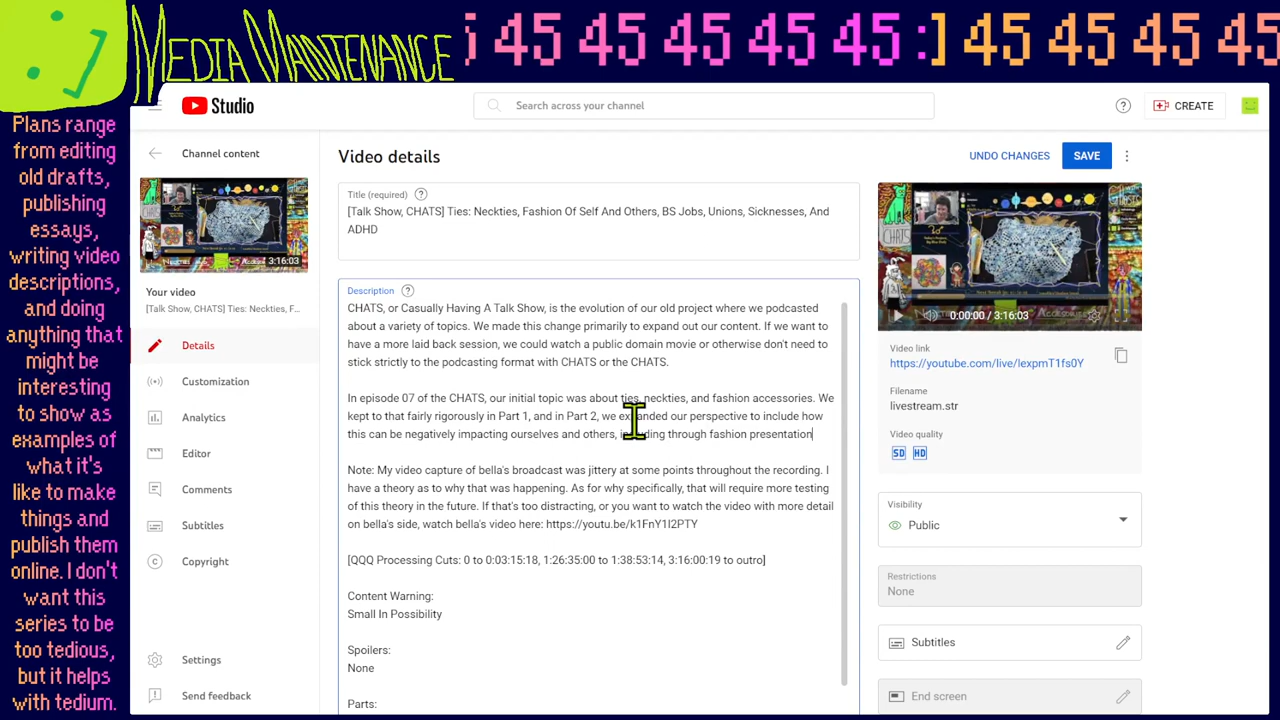 MEDIA MAINTENANCE
45 45 45 45 45 :] 45 45 45 45
Plans range
from editing
old drafts,
publishing
essays,
writing video
descriptions,
and doing
anything that
might be
interesting
to show as
examples of
what it's
like to make
things and
publish them
online. I don't
want this
series to be
too tedious,
but it helps
with tedium.
Studio
Search across your channel
CREATE
Channel content
3:16:03
Your video
[Talk Show, CHATS] Ties: Neckties, F...
Details
Customization
Analytics
Editor
Comments
Subtitles
Copyright
Settings
Send feedback
Video details
UNDO CHANGES
SAVE
Title (required)
[Talk Show, CHATS] Ties: Neckties, Fashion Of Self And Others, BS Jobs, Unions, Sicknesses, And
ADHD
Description
CHATS, or Casually Having A Talk Show, is the evolution of our old project where we podcasted
about a variety of topics. We made this change primarily to expand out our content. If we want to
have a more laid back session, we could watch a public domain movie or otherwise don't need to
stick strictly to the podcasting format with CHATS or the CHATS.
In episode 07 of the CHATS, our initial topic was about ties, neckties, and fashion accessories. We
kept to that fairly rigorously in Part 1, and in Part 2, we expanded our perspective to include how
this can be negatively impacting ourselves and others, including through fashion presentation
Note: My video capture of bella's broadcast was jittery at some points throughout the recording. I
have a theory as to why that was happening. As for why specifically, that will require more testing
of this theory in the future. If that's too distracting, or you want to watch the video with more detail
on bella's side, watch bella's video here: https://youtu.be/k1FnY1I2PTY
[QQQ Processing Cuts: 0 to 0:03:15:18, 1:26:35:00 to 1:38:53:14, 3:16:00:19 to outro]
Content Warning:
Small In Possibility
Spoilers:
None
Parts:
CHATS
0:00:00 / 3:16:03
Video link
https://youtube.com/live/IexpmT1fs0Y
Filename
livestream.str
Video quality
SD HD
Visibility
Public
Restrictions
None
Subtitles
End screen